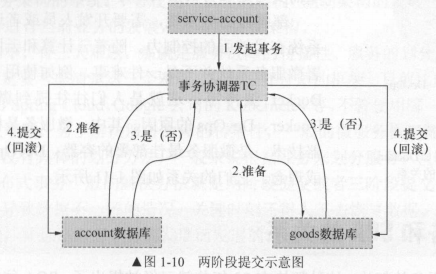 service-account
1.发起事务
事务协调器TC
4.提交
(回滚)
2.准备
3.是（否）
3.是（否）
2.准备
4.提交
(回滚)
account数据库
goods数据库
▲图 1-10 两阶段提交示意图